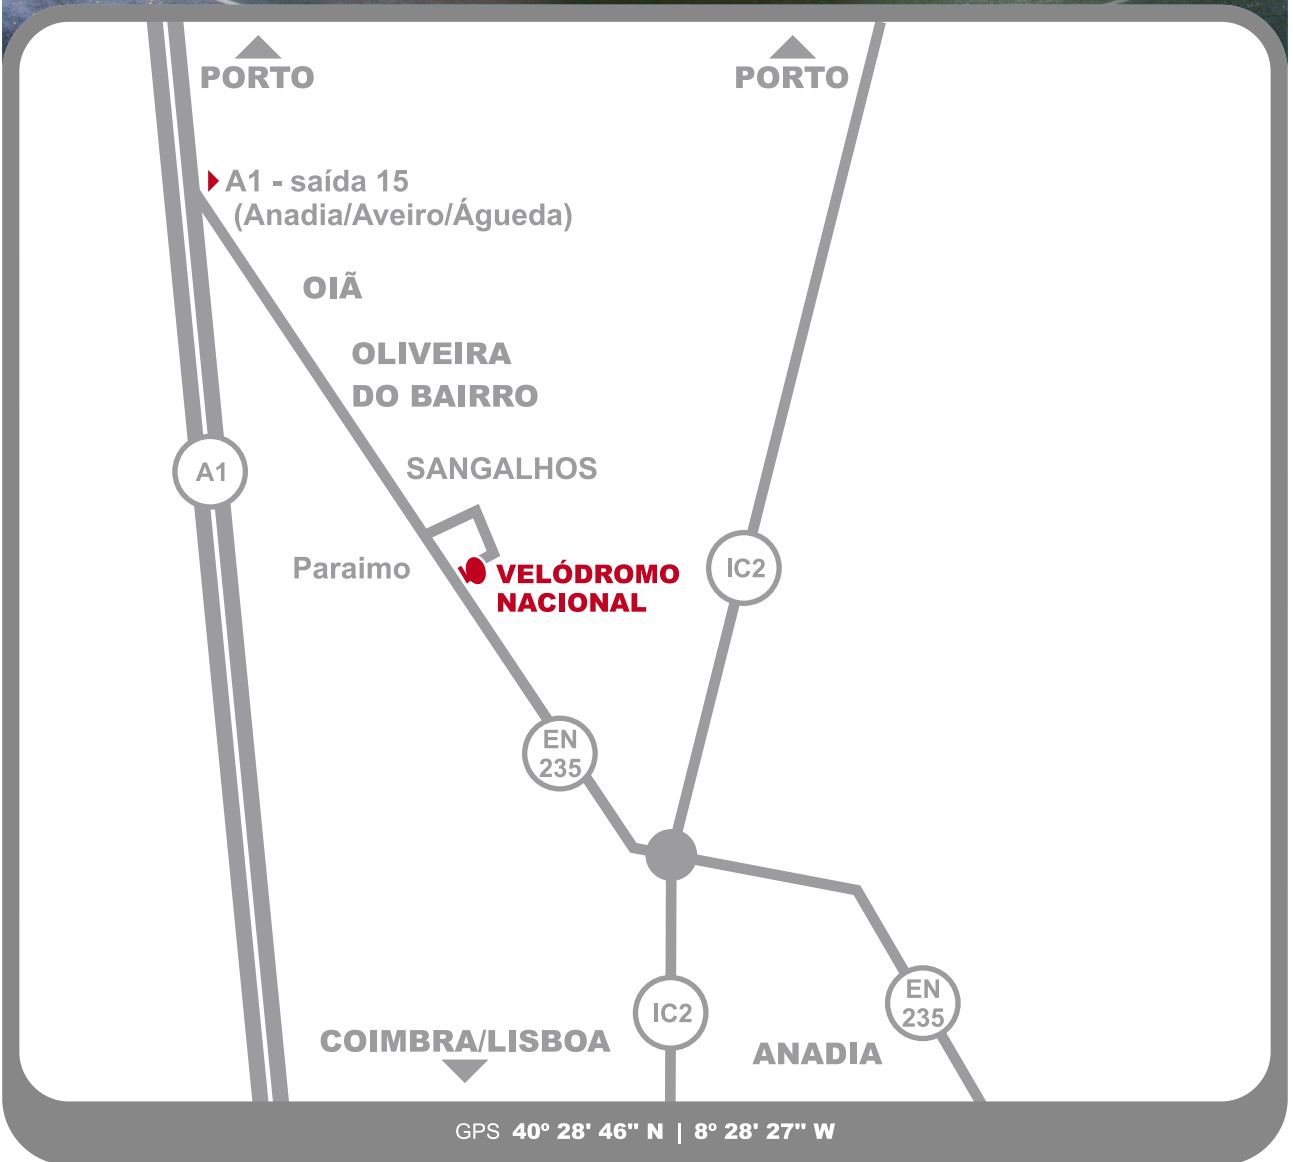 PORTO
PORTO
A1 - saída 15
(Anadia/Aveiro/Águeda)
OIÃ
OLIVEIRA
DO BAIRRO
A1
SANGALHOS
Paraimo
VELÓDROMO
NACIONAL
IC2
EN
235
EN
235
IC2
COIMBRA/LISBOA
ANADIA
GPS 40º 28' 46" N | 8º 28' 27" W